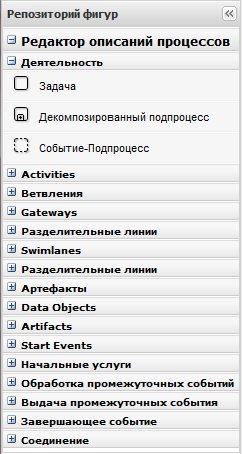 Репозиторий фигур
Редактор описаний процессов
Деятельность
Задача
Декомпозированный подпроцесс
Событие-Подпроцесс
Activities
Ветвления
Gateways
Разделительные линии
Swimlanes
Разделительные линии
Артефакты
Data Objects
Artifacts
Start Events
Начальные услуги
Обработка промежуточных событий
Выдача промежуточных события
Завершающее событие
Соединение